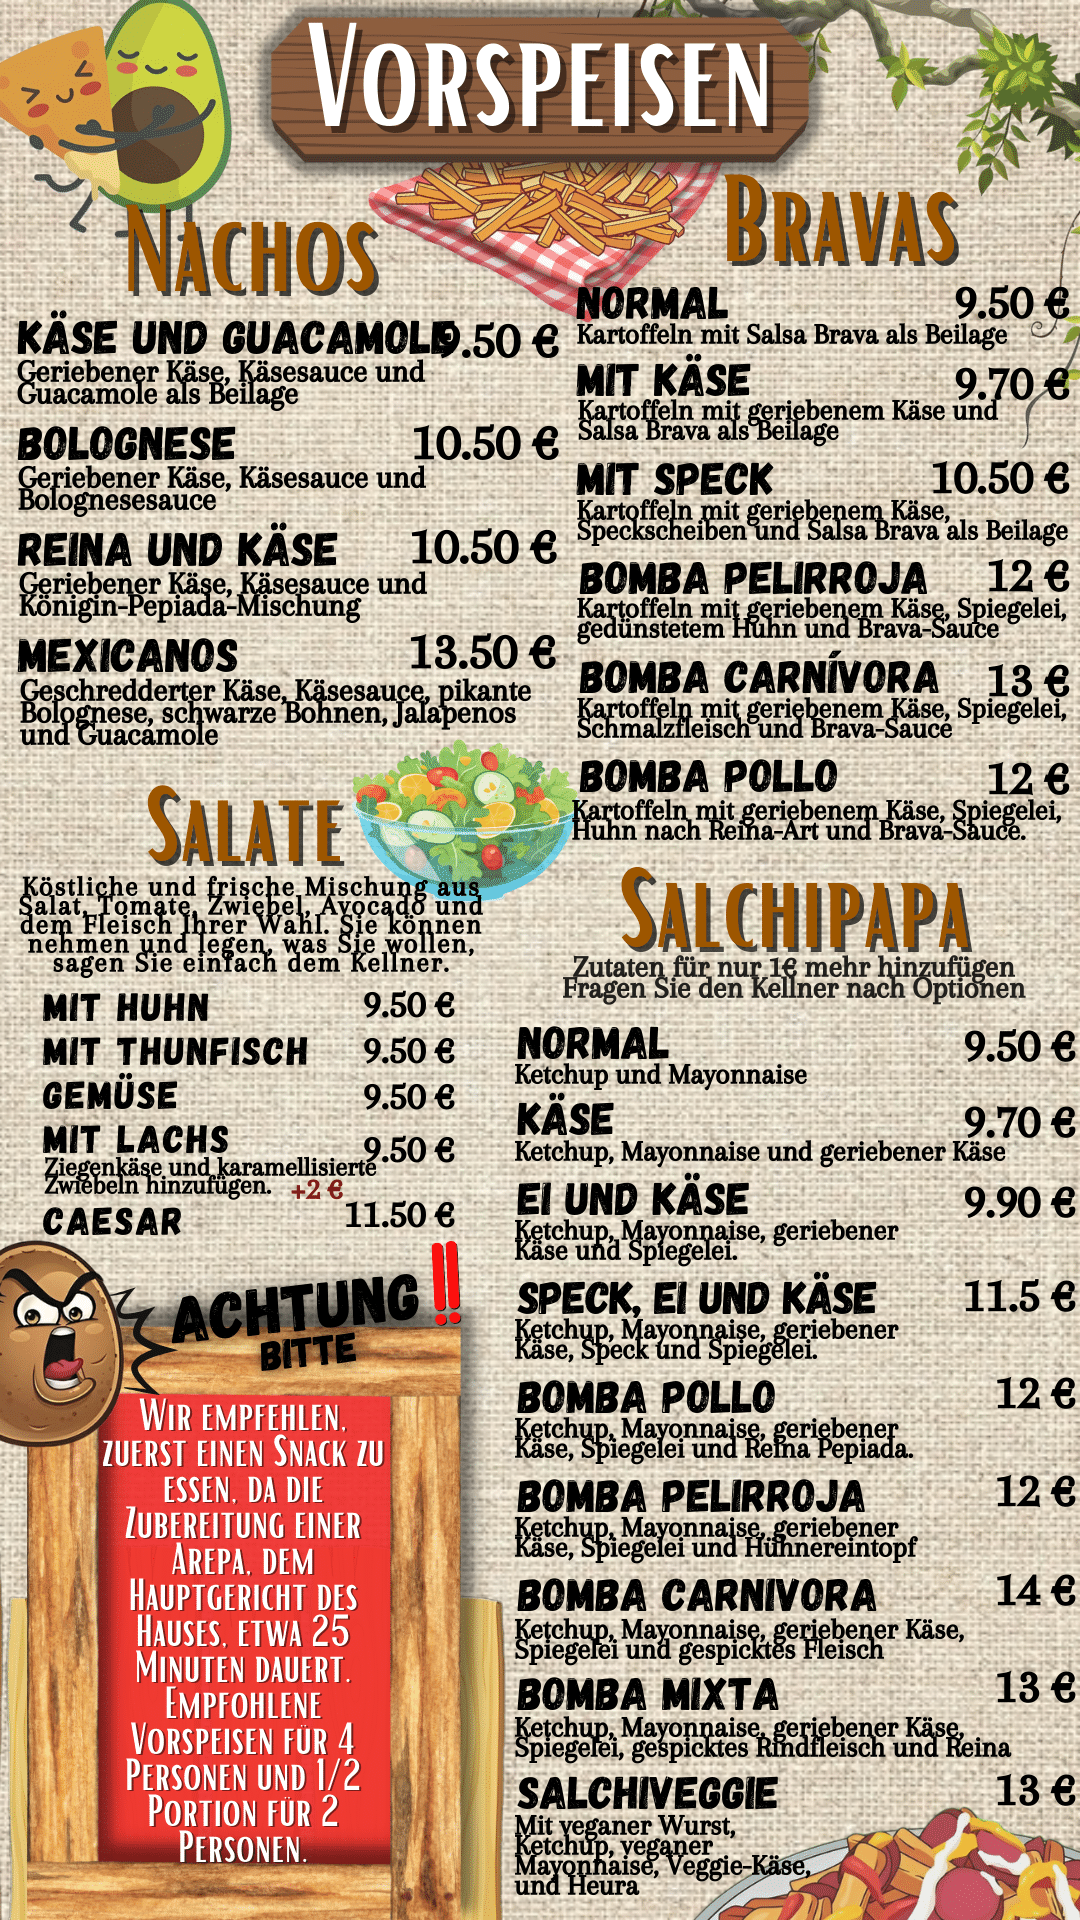 VORSPEISEN
NACHOS
KÄSE UND GUACAMOLE 9.50 €
Geriebener Käse, Käsesauce und
Guacamole als Beilage
BOLOGNESE 10.50 €
Geriebener Käse, Käsesauce und
Bolognesesauce
REINA UND KÄSE 10.50 €
Geriebener Käse, Käsesauce und
Königin-Pepiada-Mischung
MEXICANOS 13.50 €
Geschredderter Käse, Käsesauce, pikante
Bolognese, schwarze Bohnen, Jalapenos
und Guacamole
SALATE
Köstliche und frische Mischung aus
Salat, Tomate, Zwiebel, Avocado und
dem Fleisch Ihrer Wahl. Sie können
nehmen und legen, was Sie wollen,
sagen Sie einfach dem Kellner.
MIT HUHN 9.50 €
MIT THUNFISCH 9.50 €
GEMÜSE 9.50 €
MIT LACHS 9.50 €
Ziegenkäse und karamellisierte
Zwiebeln hinzufügen. +2 €
CAESAR 11.50 €
ACHTUNG!!
BITTE
WIR EMPFEHLEN,
ZUERST EINEN SNACK ZU
ESSEN, DA DIE
ZUBEREITUNG EINER
AREPA, DEM
HAUPTGERICHT DES
HAUSES, ETWA 25
MINUTEN DAUERT.
EMPFOHLENE
VORSPEISEN FÜR 4
PERSONEN UND 1/2
PORTION FÜR 2
PERSONEN.
BRAVAS
NORMAL 9.50 €
Kartoffeln mit Salsa Brava als Beilage
MIT KÄSE 9.70 €
Kartoffeln mit geriebenem Käse und
Salsa Brava als Beilage
MIT SPECK 10.50 €
Kartoffeln mit geriebenem Käse,
Speckscheiben und Salsa Brava als Beilage
BOMBA PELIRROJA 12 €
Kartoffeln mit geriebenem Käse, Spiegelei,
gedünstetem Huhn und Brava-Sauce
BOMBA CARNÍVORA 13 €
Kartoffeln mit geriebenem Käse, Spiegelei,
Schmalzfleisch und Brava-Sauce
BOMBA POLLO 12 €
Kartoffeln mit geriebenem Käse, Spiegelei,
Huhn nach Reina-Art und Brava-Sauce.
SALCHIPAPA
Zutaten für nur 1€ mehr hinzufügen
Fragen Sie den Kellner nach Optionen
NORMAL 9.50 €
Ketchup und Mayonnaise
KÄSE 9.70 €
Ketchup, Mayonnaise und geriebener Käse
EI UND KÄSE 9.90 €
Ketchup, Mayonnaise, geriebener
Käse und Spiegelei.
SPECK, EI UND KÄSE 11.5 €
Ketchup, Mayonnaise, geriebener
Käse, Speck und Spiegelei.
BOMBA POLLO 12 €
Ketchup, Mayonnaise, geriebener
Käse, Spiegelei und Reina Pepiada.
BOMBA PELIRROJA 12 €
Ketchup, Mayonnaise, geriebener
Käse, Spiegelei und Hühnereintopf
BOMBA CARNIVORA 14 €
Ketchup, Mayonnaise, geriebener Käse,
Spiegelei und gespicktes Fleisch
BOMBA MIXTA 13 €
Ketchup, Mayonnaise, geriebener Käse,
Spiegelei, gespicktes Rindfleisch und Reina
SALCHIVEGGIE 13 €
Mit veganer Wurst,
Ketchup, veganer
Mayonnaise, Veggie-Käse,
und Heura